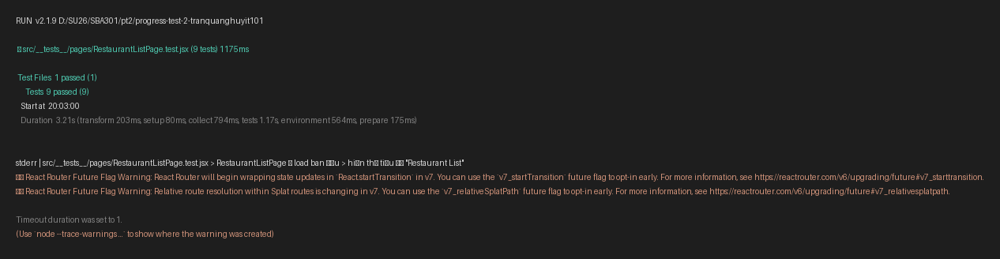 RUN v2.1.9 D:/SU26/SBA301/pt2/progress-test-2-tranquanghuyit101
src/__tests__/pages/RestaurantListPage.test.jsx (9 tests) 1175ms
Test Files 1 passed (1)
Tests 9 passed (9)
Start at 20:03:00
Duration 3.21s (transform 203ms, setup 80ms, collect 794ms, tests 1.17s, environment 564ms, prepare 175ms)
stderr | src/__tests__/pages/RestaurantListPage.test.jsx > RestaurantListPage □ load ban □□u > hi□n th□ ti□u □□ "Restaurant List"
□□ React Router Future Flag Warning: React Router will begin wrapping state updates in `React.startTransition` in v7. You can use the `v7_startTransition` future flag to opt-in early. For more information, see https://reactrouter.com/v6/upgrading/future#v7_starttransition.
□□ React Router Future Flag Warning: Relative route resolution within Splat routes is changing in v7. You can use the `v7_relativeSplatPath` future flag to opt-in early. For more information, see https://reactrouter.com/v6/upgrading/future#v7_relativesplatpath.
Timeout duration was set to 1.
(Use `node --trace-warnings ...` to show where the warning was created)